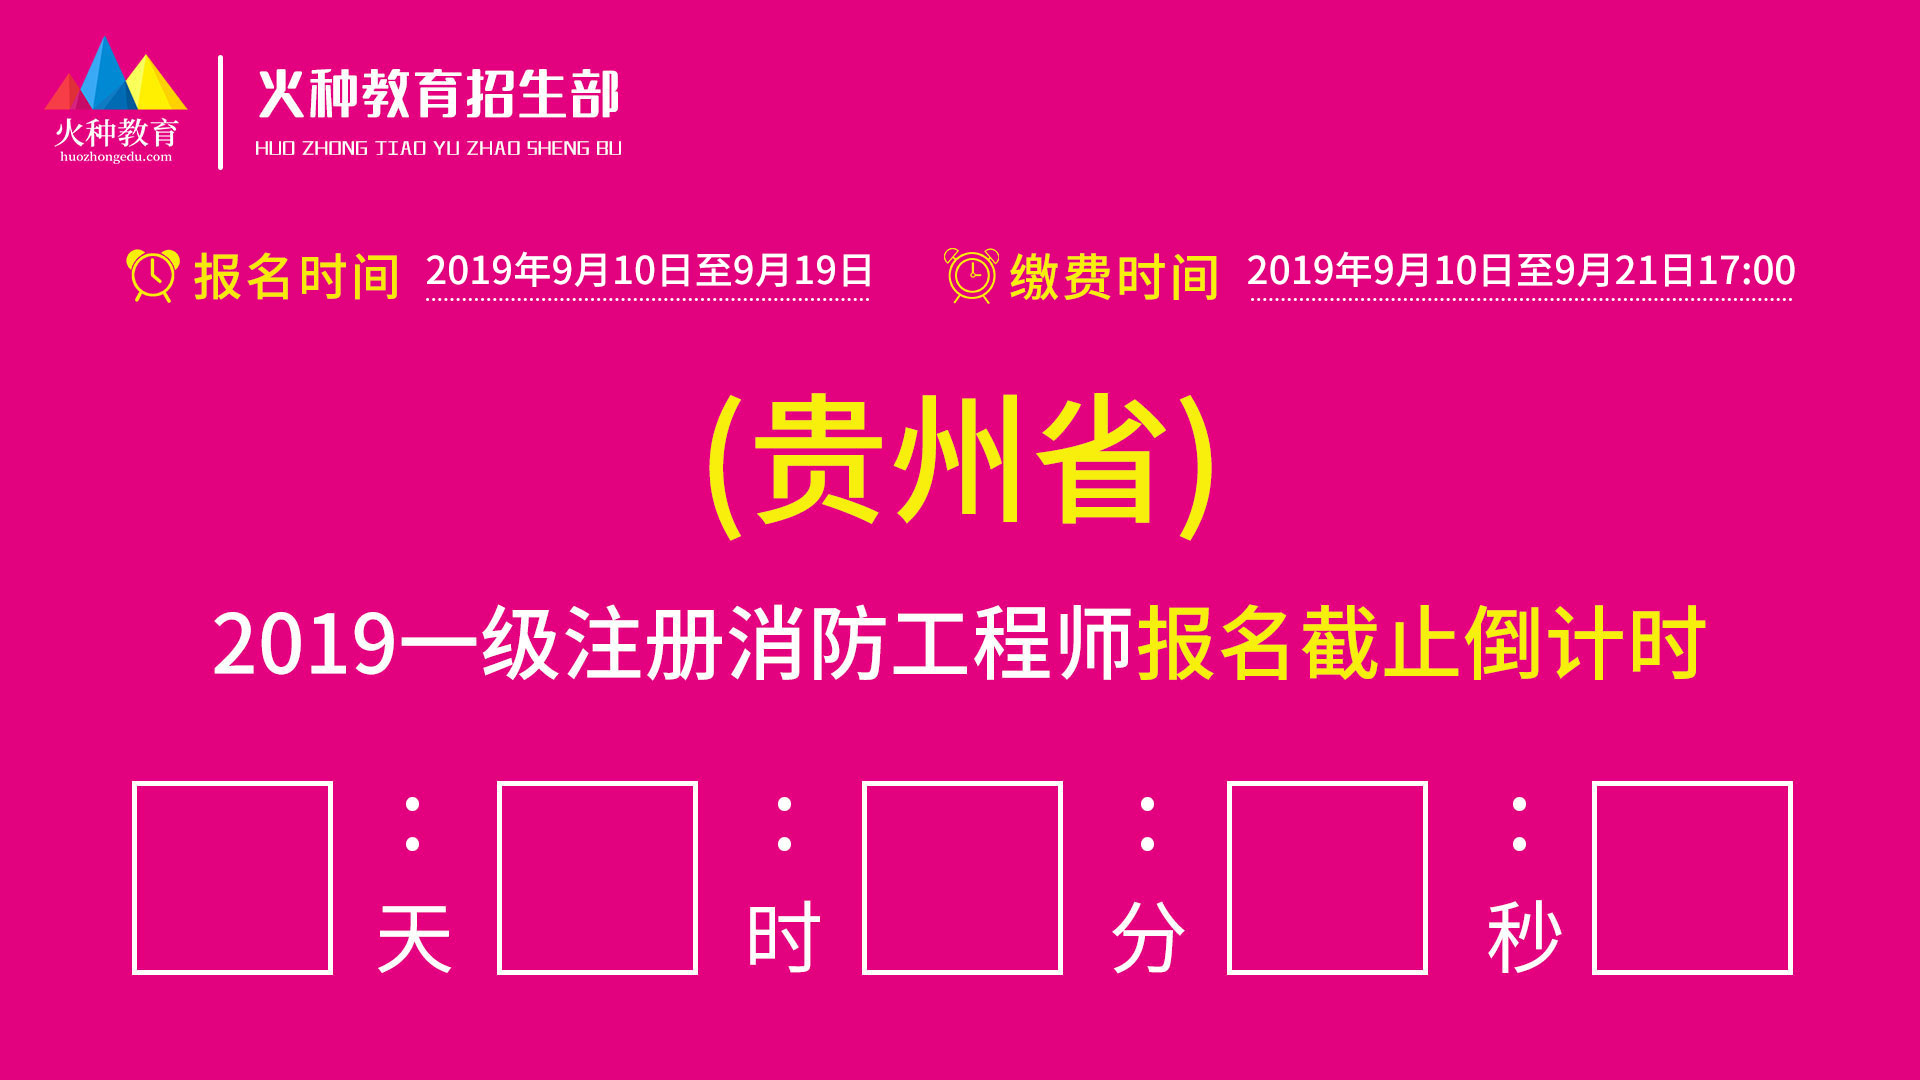 火种教育
huozhongedu.com
火种教育招生部
HUO ZHONG JIAO YU ZHAO SHENG BU
报名时间 2019年9月10日至9月19日
缴费时间 2019年9月10日至9月21日17:00
(贵州省)
2019一级注册消防工程师报名截止倒计时
: : : :
天 时 分 秒